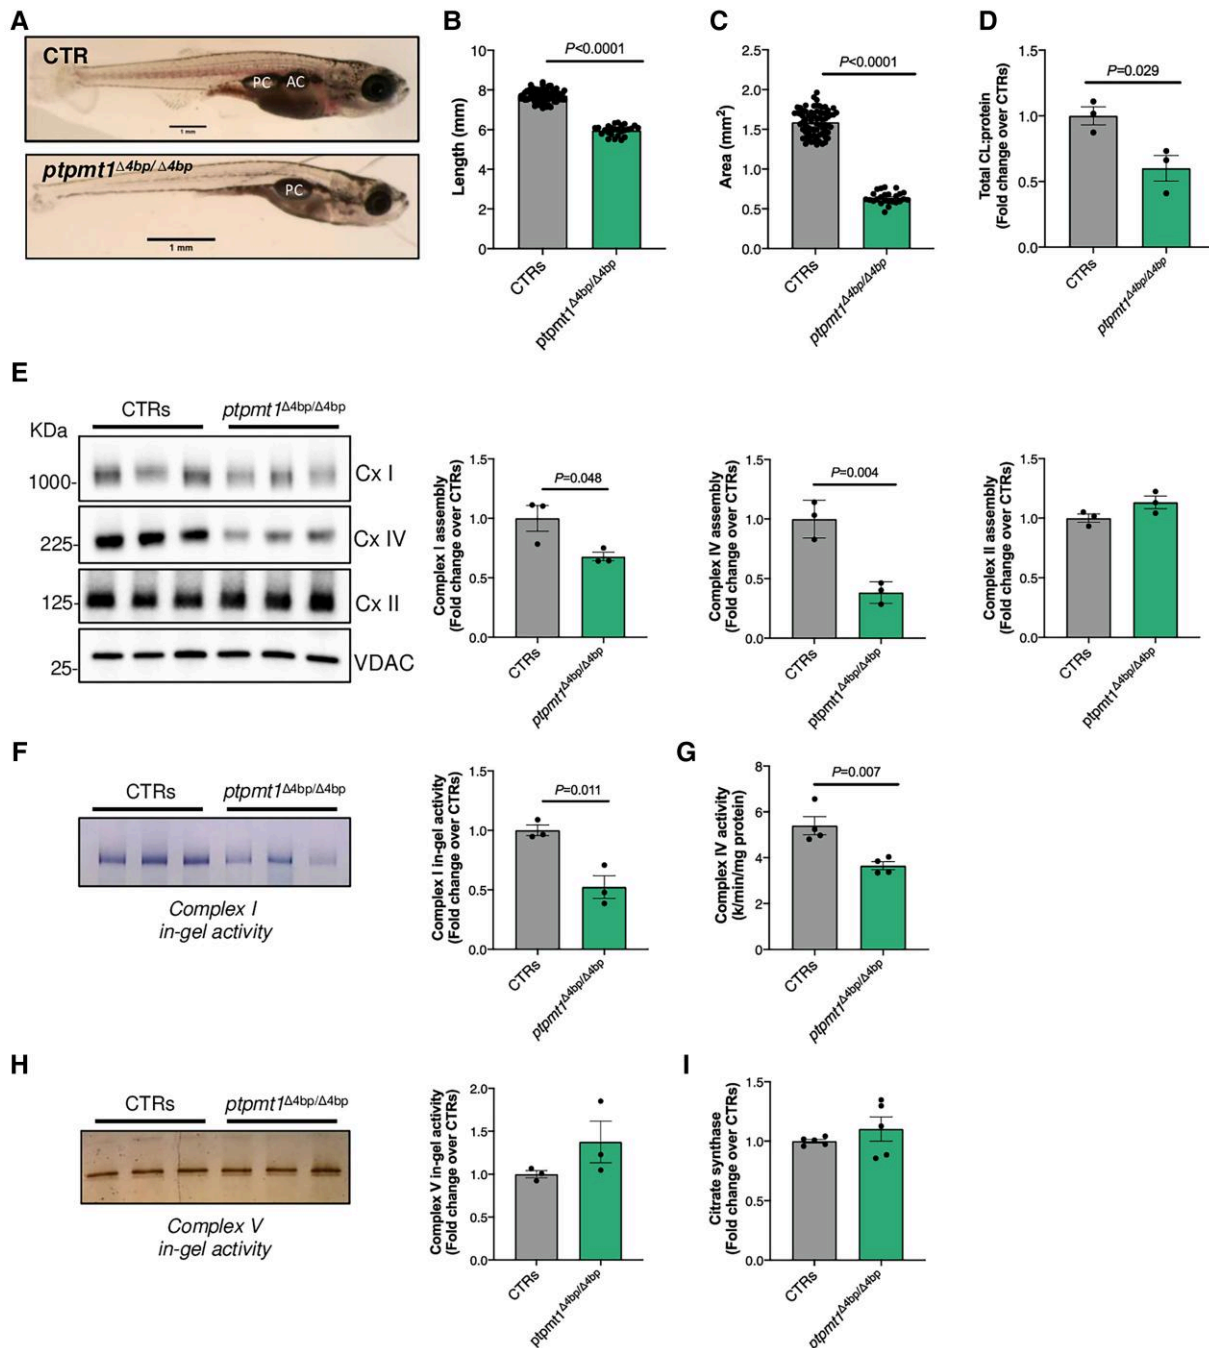 A
CTR
PC AC
1 mm
ptpmt1Δ4bp/Δ4bp
PC
1 mm
B
Length (mm)
10
8
6
4
2
0
P<0.0001
CTRs
ptpmt1Δ4bp/Δ4bp
C
Area (mm2)
2.5
2.0
1.5
1.0
0.5
0.0
P<0.0001
CTRs
ptpmt1Δ4bp/Δ4bp
D
Total CL:protein
(Fold change over CTRs)
1.5
1.0
0.5
0.0
P=0.029
CTRs
ptpmt1Δ4bp/Δ4bp
E
CTRs ptpmt1Δ4bp/Δ4bp
KDa
1000- Cx I
225- Cx IV
125- Cx II
25- VDAC
Complex I assembly
(Fold change over CTRs)
1.5
1.0
0.5
0.0
P=0.048
CTRs
ptpmt1Δ4bp/Δ4bp
Complex IV assembly
(Fold change over CTRs)
1.5
1.0
0.5
0.0
P=0.004
CTRs
ptpmt1Δ4bp/Δ4bp
Complex II assembly
(Fold change over CTRs)
1.5
1.0
0.5
0.0
CTRs
ptpmt1Δ4bp/Δ4bp
F
CTRs ptpmt1Δ4bp/Δ4bp
Complex I
in-gel activity
Complex I in-gel activity
(Fold change over CTRs)
1.5
1.0
0.5
0.0
P=0.011
CTRs
ptpmt1Δ4bp/Δ4bp
G
Complex IV activity
(k/min/mg protein)
8
6
4
2
0
P=0.007
CTRs
ptpmt1Δ4bp/Δ4bp
H
CTRs ptpmt1Δ4bp/Δ4bp
Complex V
in-gel activity
Complex V in-gel activity
(Fold change over CTRs)
2.0
1.5
1.0
0.5
0.0
CTRs
ptpmt1Δ4bp/Δ4bp
I
Citrate synthase
(Fold change over CTRs)
1.5
1.0
0.5
0.0
CTRs
ptpmt1Δ4bp/Δ4bp